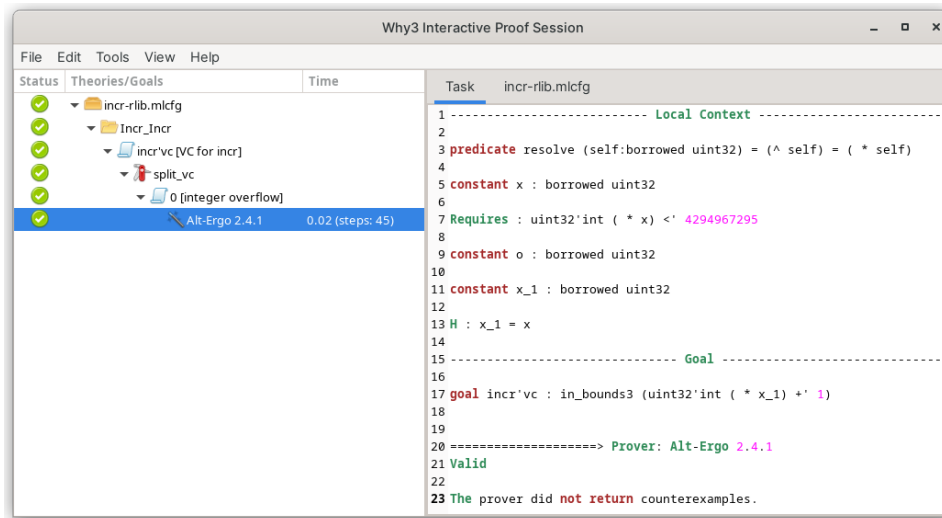 Why3 Interactive Proof Session
File Edit Tools View Help
Status Theories/Goals Time
incr-rlib.mlcfg
Incr_Incr
incr'vc [VC for incr]
split_vc
0 [integer overflow]
Alt-Ergo 2.4.1 0.02 (steps: 45)
Task incr-rlib.mlcfg
1 --------------------------- Local Context -------------------------
2
3 predicate resolve (self:borrowed uint32) = (^ self) = ( * self)
4
5 constant x : borrowed uint32
6
7 Requires : uint32'int ( * x) <' 4294967295
8
9 constant o : borrowed uint32
10
11 constant x_1 : borrowed uint32
12
13 H : x_1 = x
14
15 ------------------------------- Goal ------------------------------
16
17 goal incr'vc : in_bounds3 (uint32'int ( * x_1) +' 1)
18
19
20 ====================> Prover: Alt-Ergo 2.4.1
21 Valid
22
23 The prover did not return counterexamples.